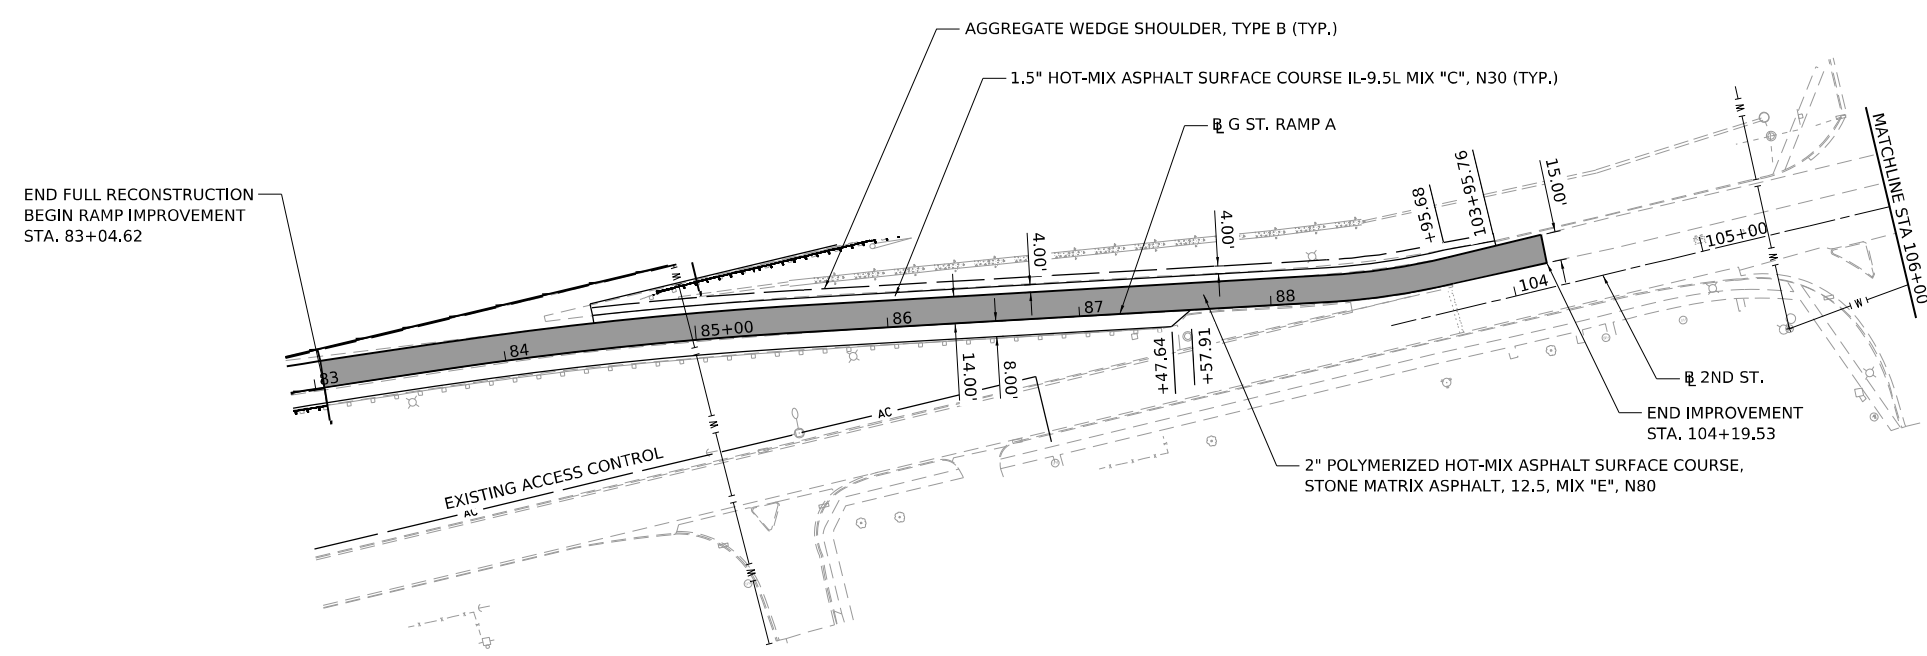 AGGREGATE WEDGE SHOULDER, TYPE B (TYP.)
1.5" HOT-MIX ASPHALT SURFACE COURSE IL-9.5L MIX "C", N30 (TYP.)
BL G ST. RAMP A
END FULL RECONSTRUCTION
BEGIN RAMP IMPROVEMENT
STA. 83+04.62
MATCHLINE STA 106+00
+95.68
103+95.76
15.00'
4.00'
4.00'
105+00
104
83
84
85+00
86
87
88
14.00'
8.00'
+47.64
+57.91
BL 2ND ST.
END IMPROVEMENT
STA. 104+19.53
2" POLYMERIZED HOT-MIX ASPHALT SURFACE COURSE,
STONE MATRIX ASPHALT, 12.5, MIX "E", N80
EXISTING ACCESS CONTROL
AC
AC
W
W
W
W
W
W
W
W